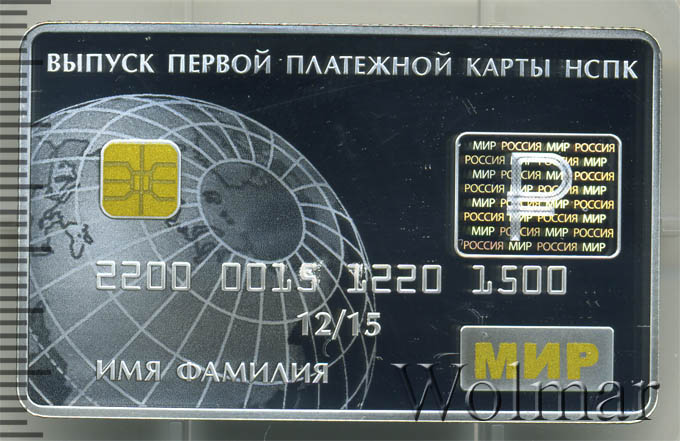 ВЫПУСК ПЕРВОЙ ПЛАТЕЖНОЙ КАРТЫ НСПК
МИР РОССИЯ МИР РОССИЯ
РОССИЯ МИР РОССИЯ МИР
МИР РОССИЯ МИР РОССИЯ
РОССИЯ МИР РОССИЯ МИР
МИР РОССИЯ МИР РОССИЯ
РОССИЯ МИР РОССИЯ МИР
МИР РОССИЯ МИР РОССИЯ
РОССИЯ МИР РОССИЯ МИР
₽
2200 0015 1220 1500
12/15
ИМЯ ФАМИЛИЯ
МИР
Wolmar